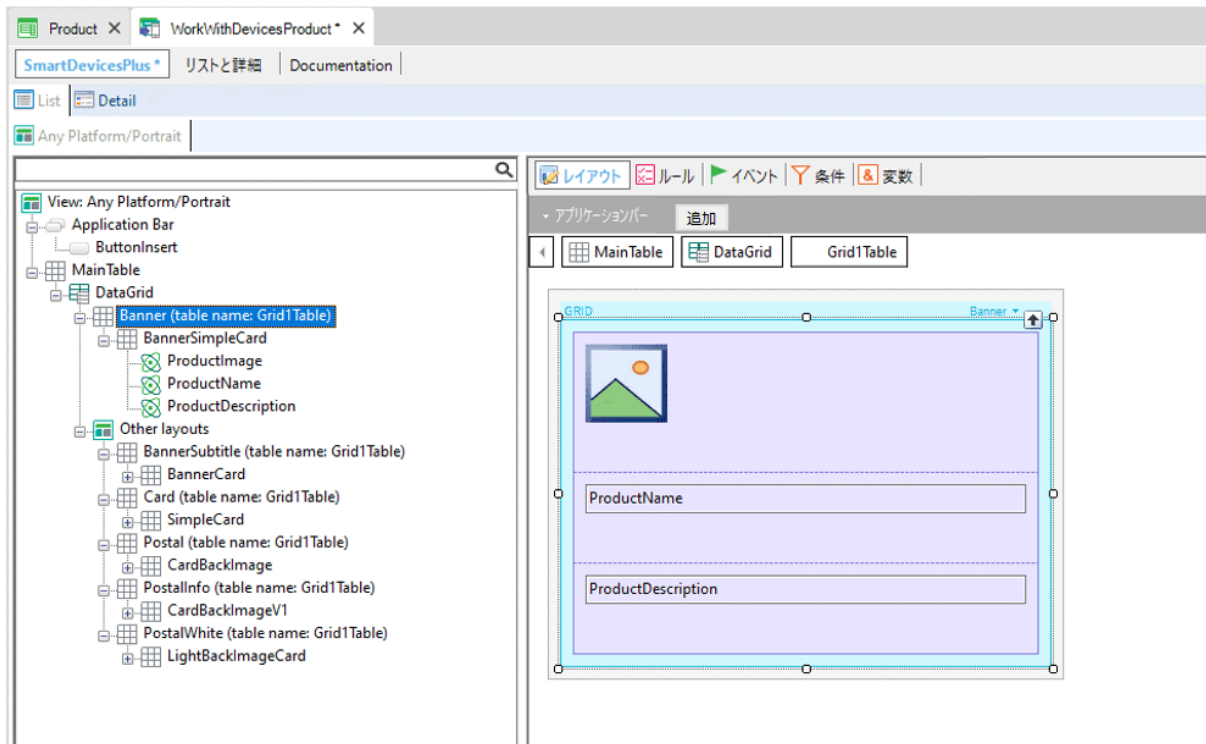 Product
WorkWithDevicesProduct *
SmartDevicesPlus * リストと詳細 Documentation
List Detail
Any Platform/Portrait
View: Any Platform/Portrait
Application Bar
ButtonInsert
MainTable
DataGrid
Banner (table name: Grid1Table)
BannerSimpleCard
ProductImage
ProductName
ProductDescription
Other layouts
BannerSubtitle (table name: Grid1Table)
BannerCard
Card (table name: Grid1Table)
SimpleCard
Postal (table name: Grid1Table)
CardBackImage
PostalInfo (table name: Grid1Table)
CardBackImageV1
PostalWhite (table name: Grid1Table)
LightBackImageCard
レイアウト ルール イベント 条件 & 変数
アプリケーションバー 追加
MainTable DataGrid Grid1Table
GRID Banner
ProductName
ProductDescription